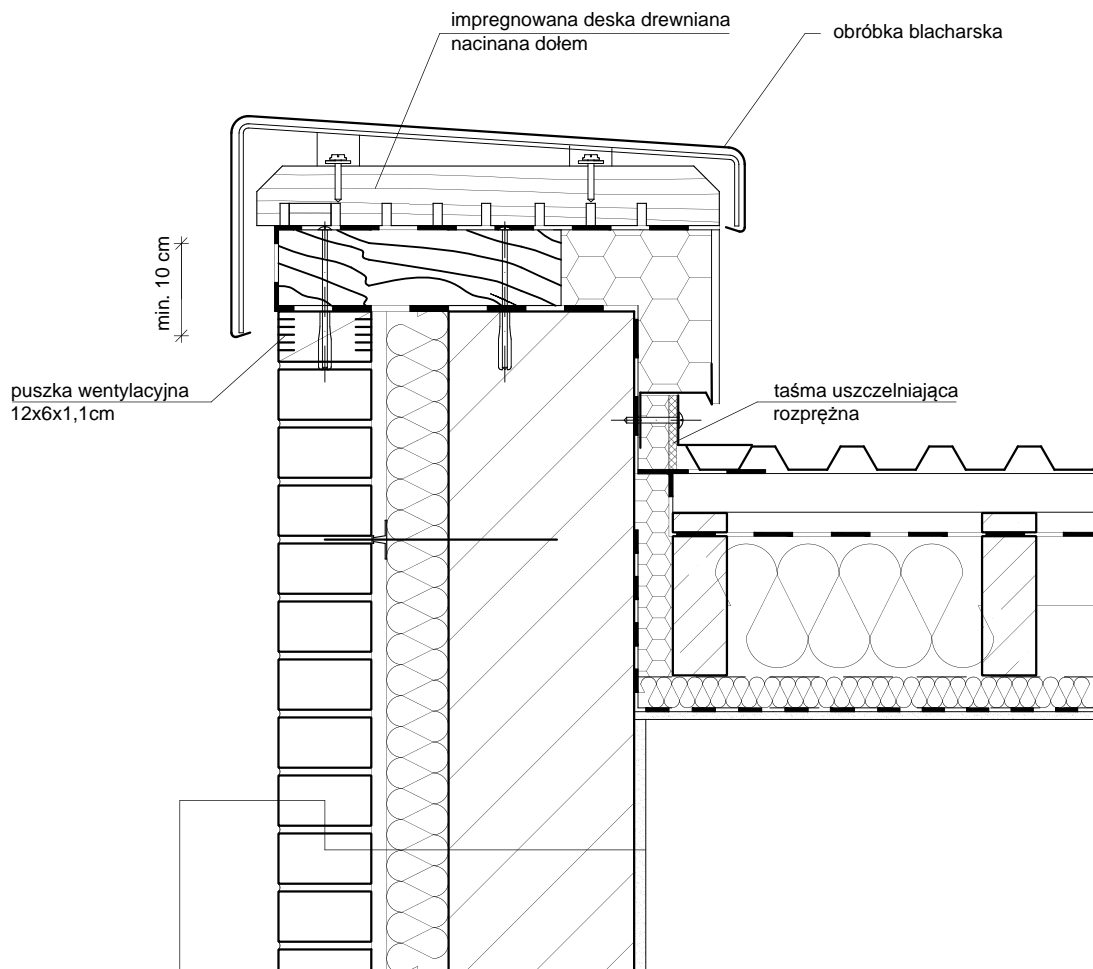 impregnowana deska drewniana
nacinana dołem
obróbka blacharska
min. 10 cm
puszka wentylacyjna
12x6x1,1cm
taśma uszczelniająca
rozprężna